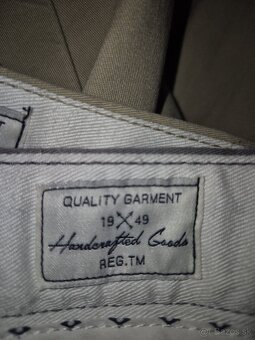 QUALITY GARMENT
19 49
Handcrafted Goods
REG.TM